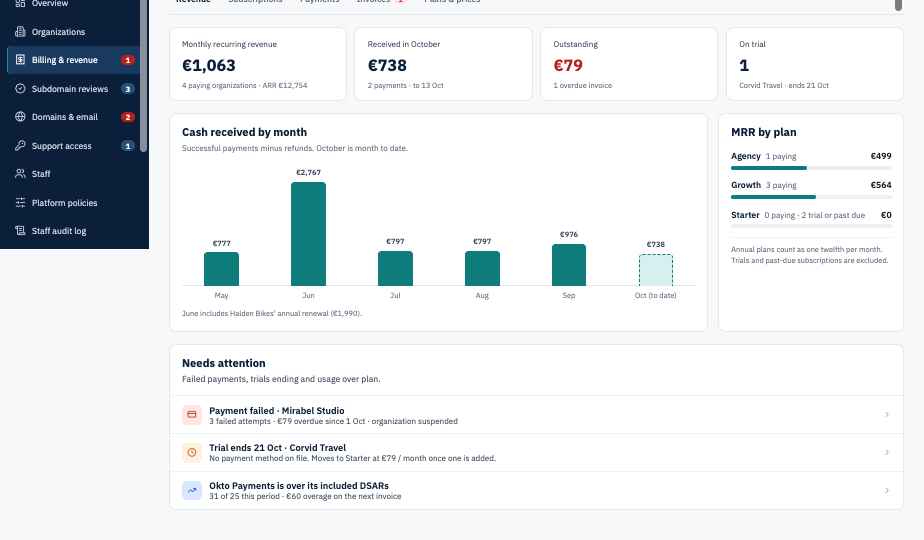 Overview
Organizations
Billing & revenue 1
Subdomain reviews 3
Domains & email 2
Support access 1
Staff
Platform policies
Staff audit log
Revenue Subscriptions Payments Invoices 1 Plans & prices
Monthly recurring revenue
€1,063
4 paying organizations · ARR €12,754
Received in October
€738
2 payments · to 13 Oct
Outstanding
€79
1 overdue invoice
On trial
1
Corvid Travel · ends 21 Oct
Cash received by month
Successful payments minus refunds. October is month to date.
€777
€2,767
€797
€797
€976
€738
May Jun Jul Aug Sep Oct (to date)
June includes Halden Bikes' annual renewal (€1,990).
MRR by plan
Agency 1 paying €499
Growth 3 paying €564
Starter 0 paying · 2 trial or past due €0
Annual plans count as one twelfth per month.
Trials and past-due subscriptions are excluded.
Needs attention
Failed payments, trials ending and usage over plan.
Payment failed · Mirabel Studio
3 failed attempts · €79 overdue since 1 Oct · organization suspended
Trial ends 21 Oct · Corvid Travel
No payment method on file. Moves to Starter at €79 / month once one is added.
Okto Payments is over its included DSARs
31 of 25 this period · €60 overage on the next invoice